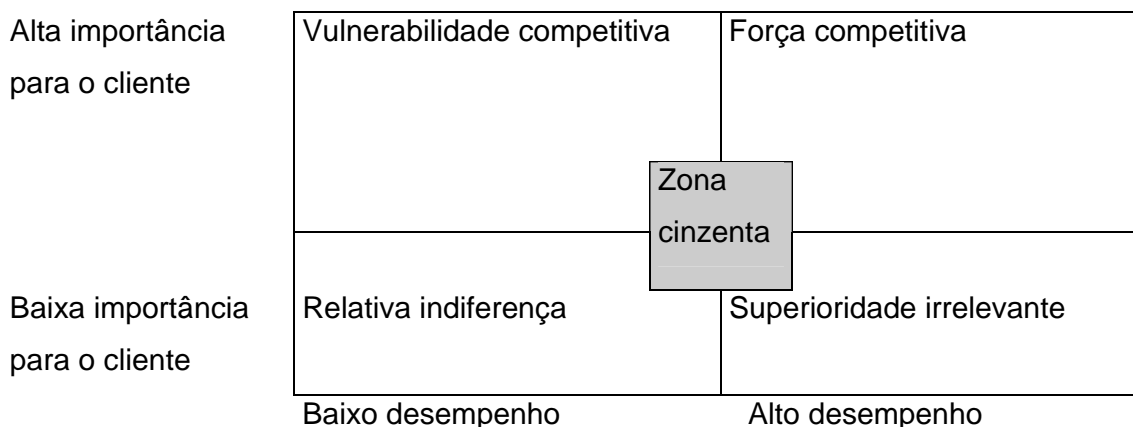 Alta importância
para o cliente
Vulnerabilidade competitiva
Força competitiva
Zona
cinzenta
Baixa importância
para o cliente
Relativa indiferença
Superioridade irrelevante
Baixo desempenho
Alto desempenho